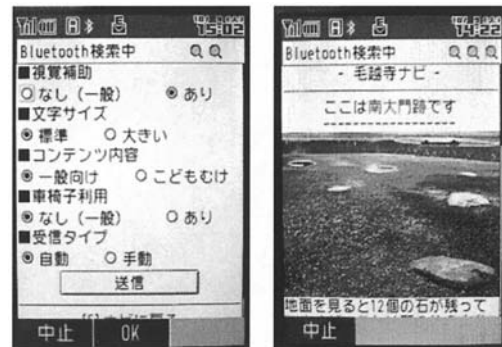 15:02
Bluetooth検索中
■視覚補助
なし (一般) あり
■文字サイズ
標準 大きい
■コンテンツ内容
一般向け こどもむけ
■車椅子利用
なし (一般) あり
■受信タイプ
自動 手動
送信
中止 OK
14:22
Bluetooth検索中
- 毛越寺ナビ -
ここは南大門跡です
地面を見ると12個の石が残って
中止